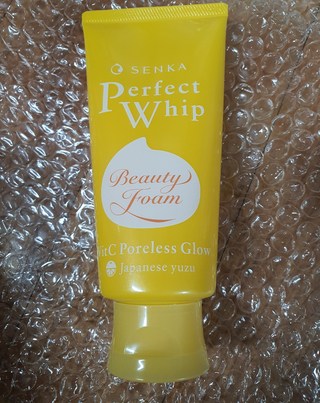 SENKA
Perfect
Whip
Beauty
Foam
VitC Poreless Glow.
Japanese yuzu